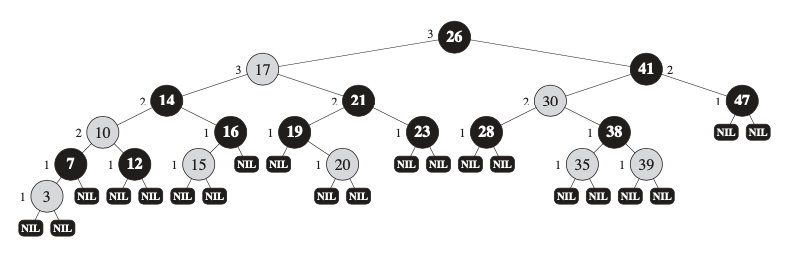 3 26
3 17 41 2
2 14 2 21 2 30 1 47
2 10 1 16 1 19 1 23 1 28 1 38 NIL NIL
1 7 1 12 1 15 NIL NIL 1 20 NIL NIL NIL NIL 1 35 1 39
1 3 NIL NIL NIL NIL NIL NIL NIL NIL NIL NIL NIL
NIL NIL